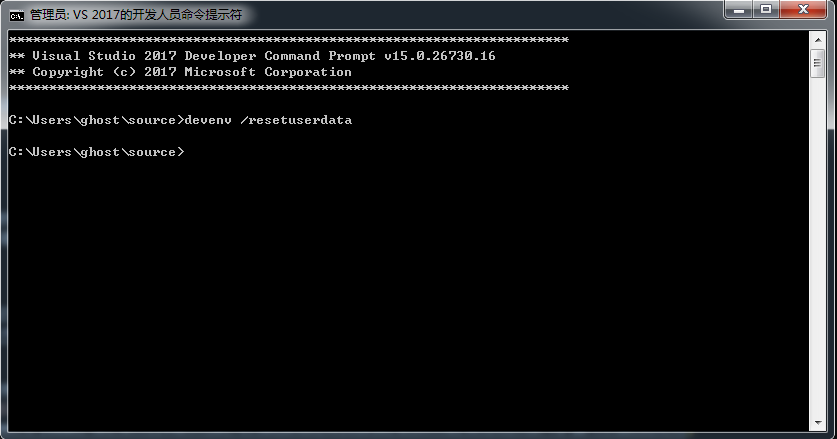 管理员: VS 2017的开发人员命令提示符
**********************************************************************
** Visual Studio 2017 Developer Command Prompt v15.0.26730.16
** Copyright (c) 2017 Microsoft Corporation
**********************************************************************
C:\Users\ghost\source>devenv /resetuserdata
C:\Users\ghost\source>